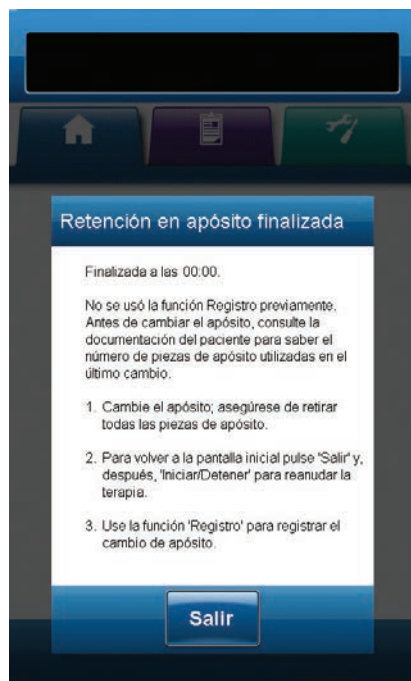 Retención en apósito finalizada
Finalizada a las 00:00.
No se usó la función Registro previamente.
Antes de cambiar el apósito, consulte la
documentación del paciente para saber el
número de piezas de apósito utilizadas en el
último cambio.
1. Cambie el apósito; asegúrese de retirar
todas las piezas de apósito.
2. Para volver a la pantalla inicial pulse 'Salir' y,
después, 'Iniciar/Detener' para reanudar la
terapia.
3. Use la función 'Registro' para registrar el
cambio de apósito.
Salir